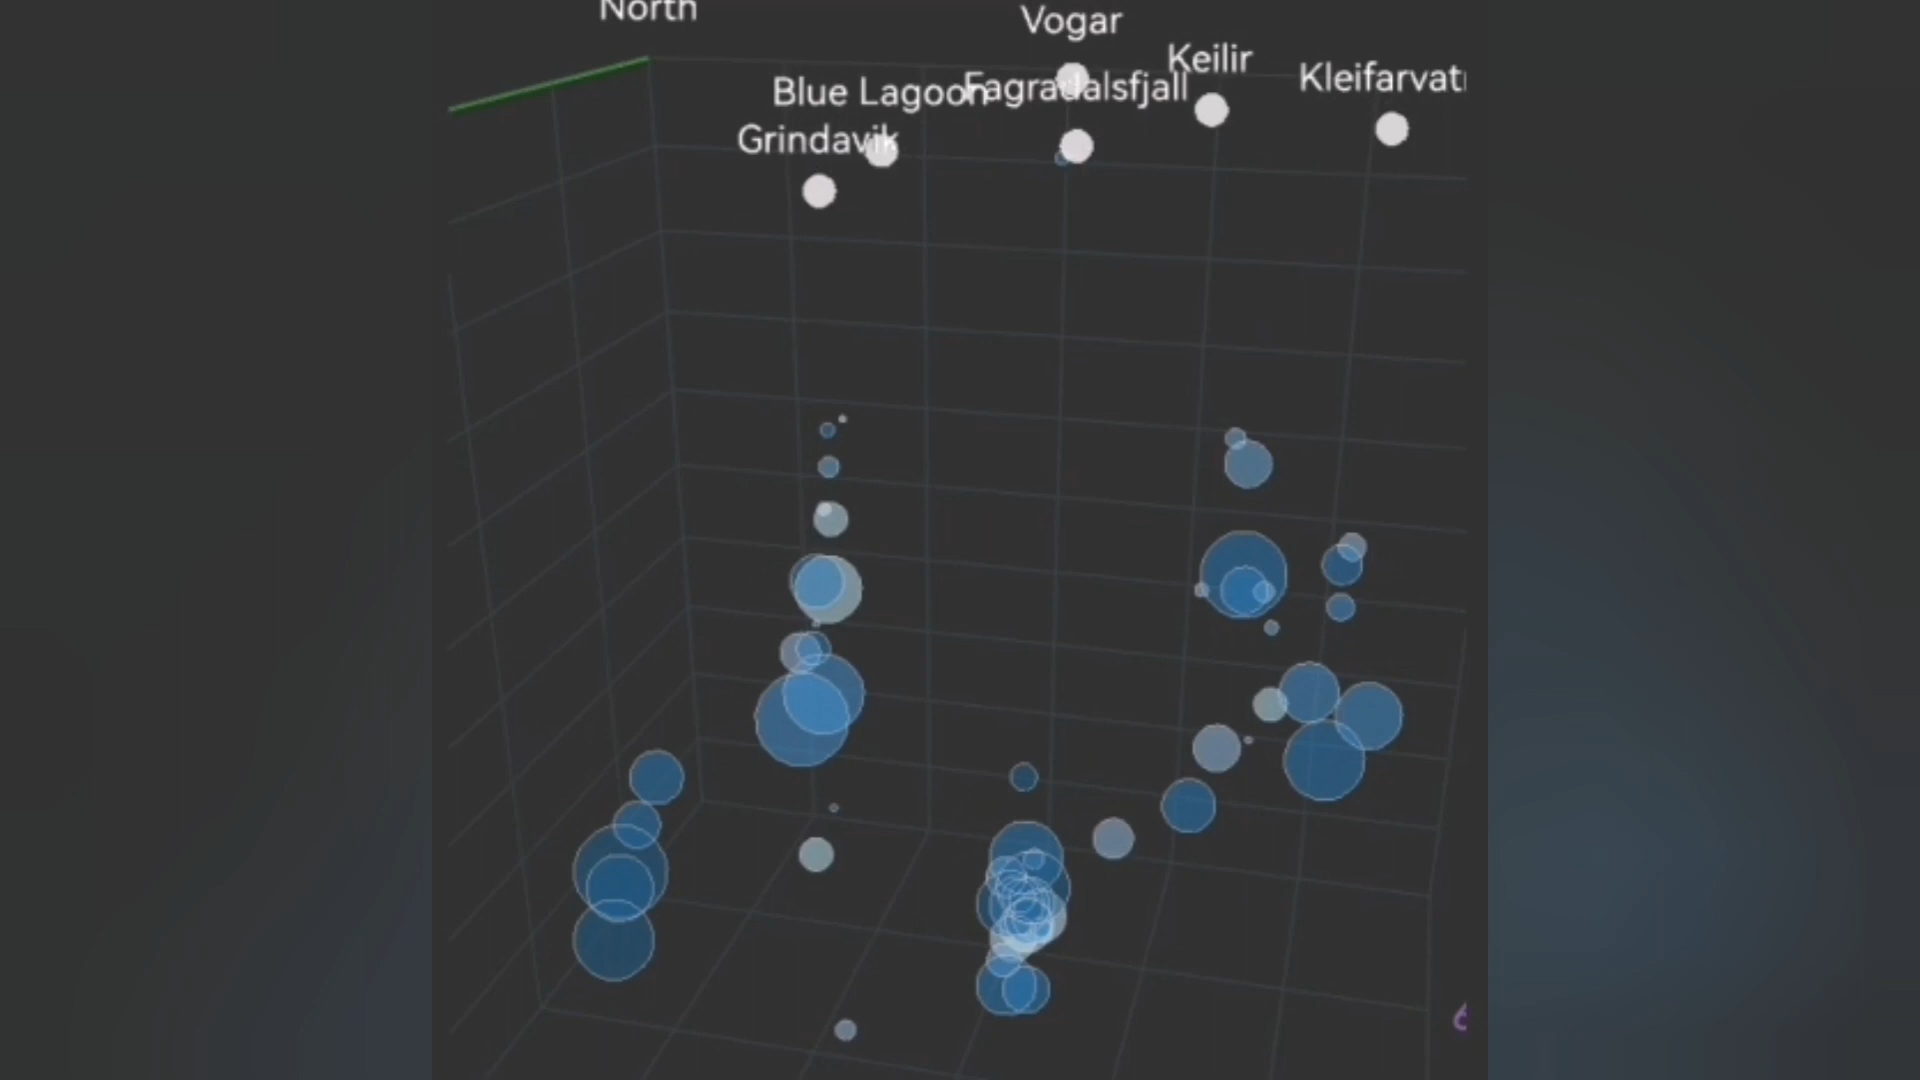 North
Vogar
Keilir
Kleifarvat
Blue Lagoon
Fagradalsfjall
Grindavik